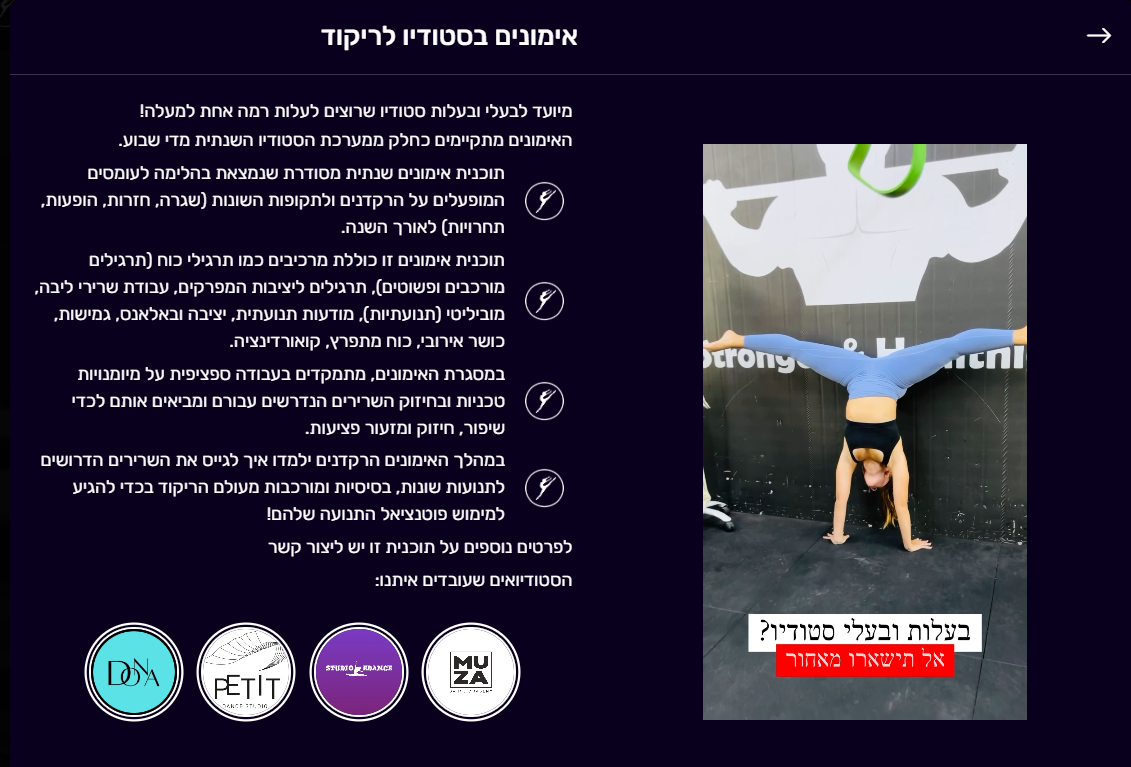 אימונים בסטודיו לריקוד
מיועד לבעלי ובעלות סטודיו שרוצים לעלות רמה אחת למעלה!
האימונים מתקיימים כחלק ממערכת הסטודיו השנתית מדי שבוע.
תוכנית אימונים שנתית מסודרת שנמצאת בהלימה לעומסים
המופעלים על הרקדנים ולתקופות השונות (שגרה, חזרות, הופעות,
תחרויות) לאורך השנה.
תוכנית אימונים זו כוללת מרכיבים כמו תרגילי כוח (תרגילים
מורכבים ופשוטים), תרגילים ליציבות המפרקים, עבודת שרירי ליבה,
מוביליטי (תנועתיות), מודעות תנועתית, יציבה ובאלאנס, גמישות,
כושר אירובי, כוח מתפרץ, קואורדינציה.
במסגרת האימונים, מתמקדים בעבודה ספציפית על מיומנויות
טכניות ובחיזוק השרירים הנדרשים עבורם ומביאים אותם לכדי
שיפור, חיזוק ומזעור פציעות.
במהלך האימונים הרקדנים ילמדו איך לגייס את השרירים הדרושים
לתנועות שונות, בסיסיות ומורכבות מעולם הריקוד בכדי להגיע
למימוש פוטנציאל התנועה שלהם!
לפרטים נוספים על תוכנית זו יש ליצור קשר
הסטודיואים שעובדים איתנו:
MUZA
STUDIO DANCE
PETIT
DANCE STUDIO
DONA
&
בעלות ובעלי סטודיו?
אל תישארו מאחור